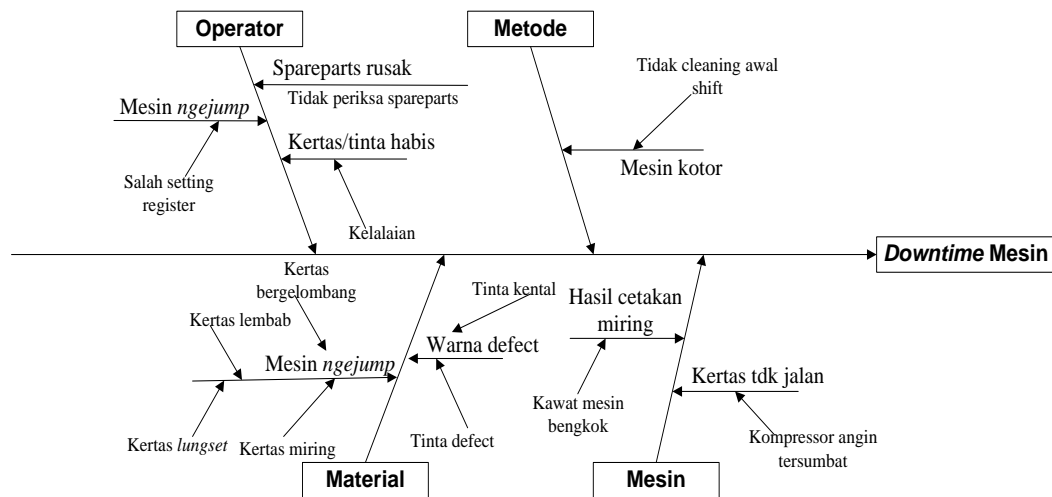 Operator
Metode
Spareparts rusak
Tidak periksa spareparts
Mesin ngejump
Kertas/tinta habis
Salah setting
register
Kelalaian
Tidak cleaning awal
shift
Mesin kotor
Downtime Mesin
Kertas
bergelombang
Kertas lembab
Mesin ngejump
Kertas lungset
Kertas miring
Tinta kental
Warna defect
Tinta defect
Hasil cetakan
miring
Kawat mesin
bengkok
Kertas tdk jalan
Kompressor angin
tersumbat
Material
Mesin